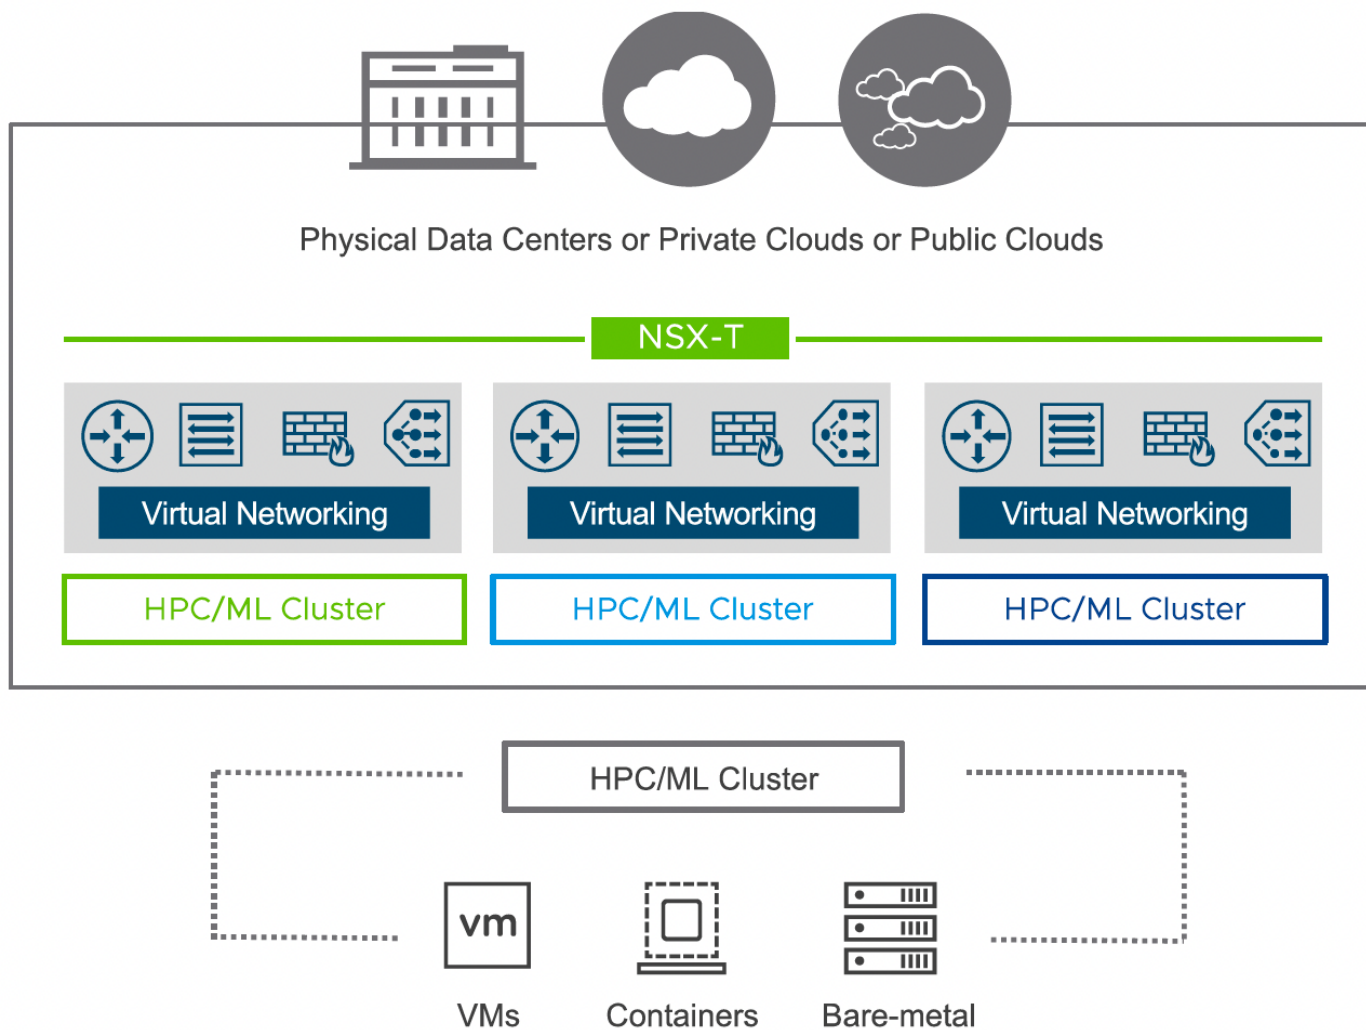 Physical Data Centers or Private Clouds or Public Clouds
NSX-T
Virtual Networking
Virtual Networking
Virtual Networking
HPC/ML Cluster
HPC/ML Cluster
HPC/ML Cluster
HPC/ML Cluster
vm
VMs
Containers
Bare-metal